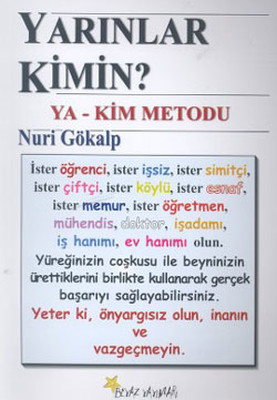 YARINLAR
KİMİN?
YA - KİM METODU
Nuri Gökalp
İster öğrenci, ister işsiz, ister simitçi,
ister çiftçi, ister köylü, ister esnaf,
ister memur, ister öğretmen,
mühendis, doktor, işadamı,
iş hanımı, ev hanımı olun.
Yüreğinizin coşkusu ile beyninizin
ürettiklerini birlikte kullanarak gerçek
başarıyı sağlayabilirsiniz.
Yeter ki, önyargısız olun, inanın
ve
vazgeçmeyin.
BEYAZ YAYINLARI